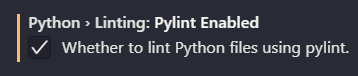 Python › Linting: Pylint Enabled
Whether to lint Python files using pylint.